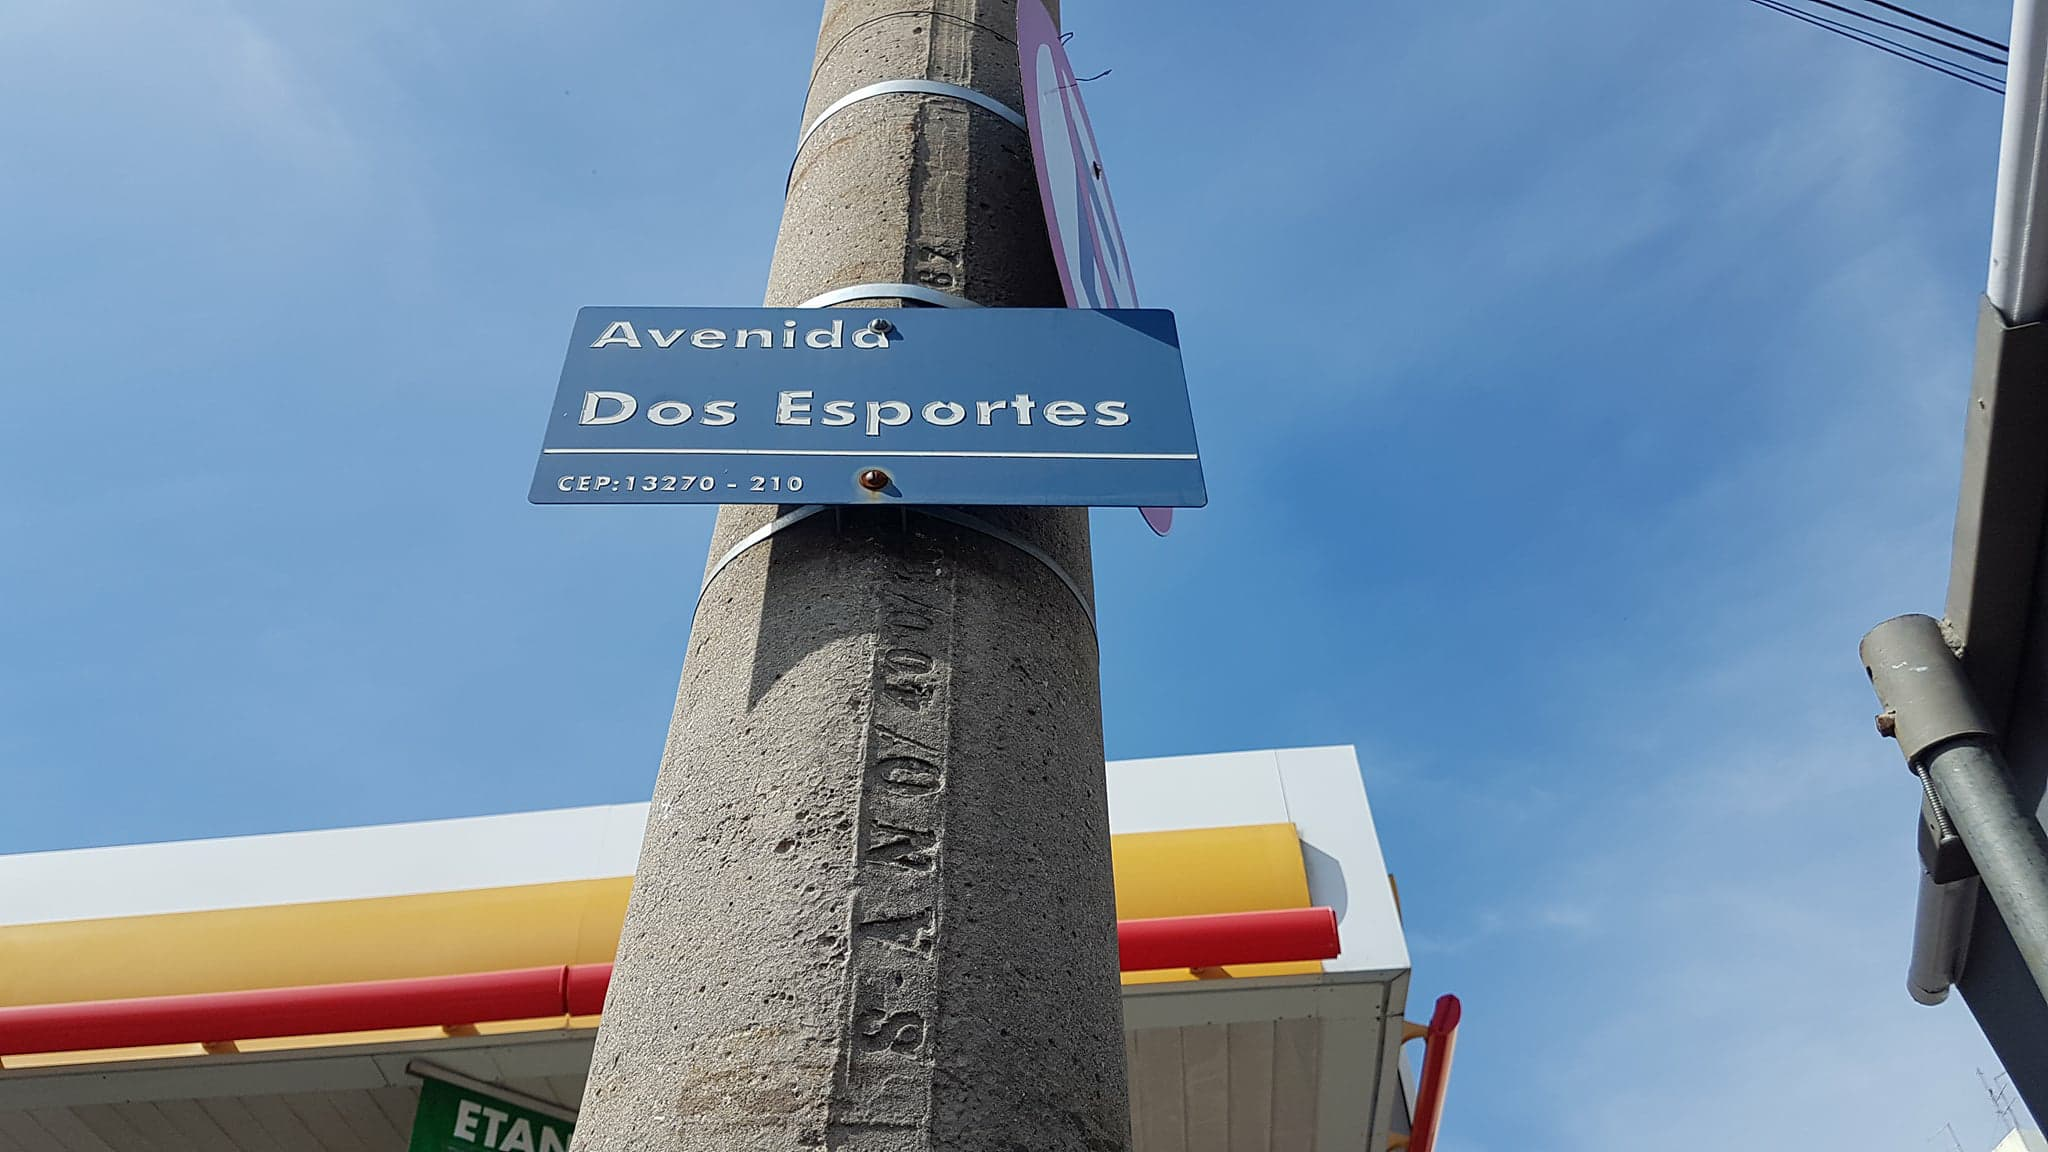 Avenida
Dos Esportes
CEP:13270 - 210
ETAN